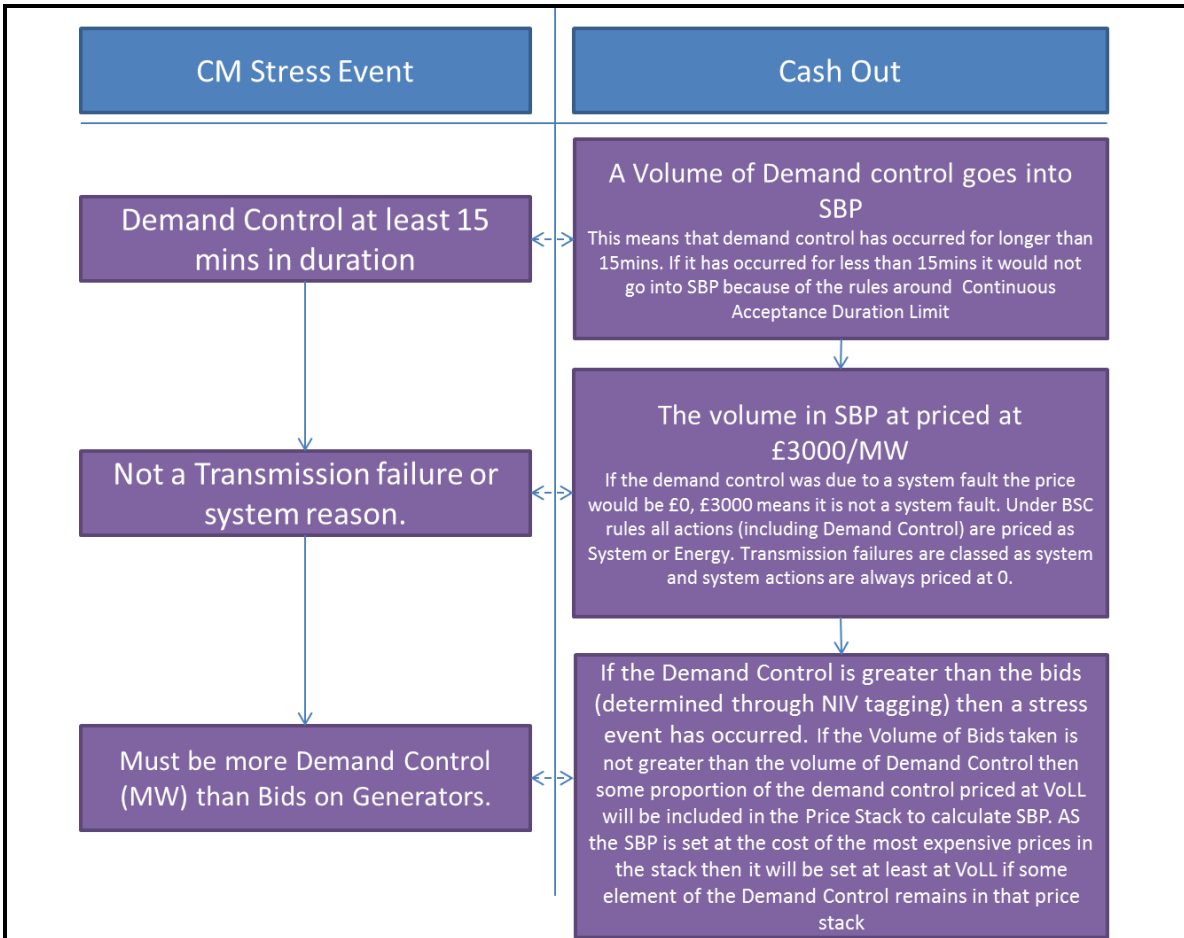 CM Stress Event
Cash Out
Demand Control at least 15
mins in duration
A Volume of Demand control goes into
SBP
This means that demand control has occurred for longer than
15mins. If it has occurred for less than 15mins it would not
go into SBP because of the rules around Continuous
Acceptance Duration Limit
Not a Transmission failure or
system reason.
The volume in SBP at priced at
£3000/MW
If the demand control was due to a system fault the price
would be £0, £3000 means it is not a system fault. Under BSC
rules all actions (including Demand Control) are priced as
System or Energy. Transmission failures are classed as system
and system actions are always priced at 0.
Must be more Demand Control
(MW) than Bids on Generators.
If the Demand Control is greater than the bids
(determined through NIV tagging) then a stress
event has occurred. If the Volume of Bids taken is
not greater than the volume of Demand Control then
some proportion of the demand control priced at VoLL
will be included in the Price Stack to calculate SBP. AS
the SBP is set at the cost of the most expensive prices in
the stack then it will be set at least at VoLL if some
element of the Demand Control remains in that price
stack